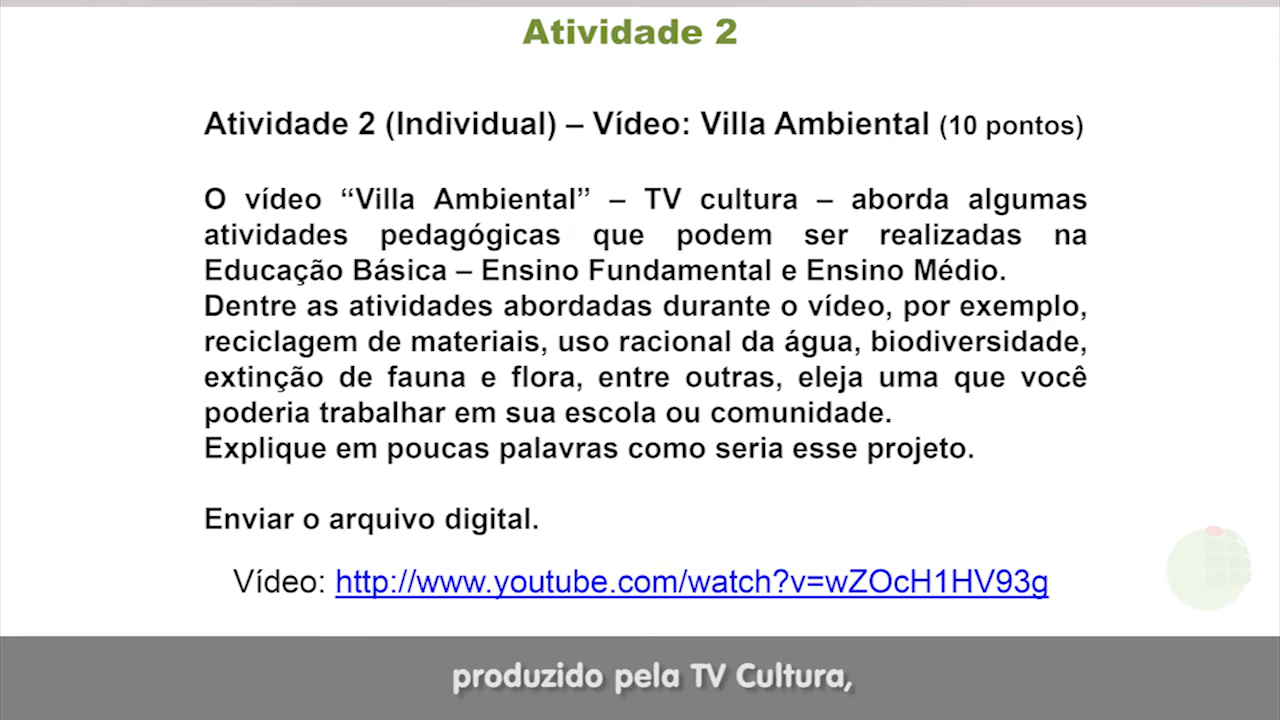 Atividade 2
Atividade 2 (Individual) – Vídeo: Villa Ambiental (10 pontos)
O vídeo “Villa Ambiental” – TV cultura – aborda algumas
atividades pedagógicas que podem ser realizadas na
Educação Básica – Ensino Fundamental e Ensino Médio.
Dentre as atividades abordadas durante o vídeo, por exemplo,
reciclagem de materiais, uso racional da água, biodiversidade,
extinção de fauna e flora, entre outras, eleja uma que você
poderia trabalhar em sua escola ou comunidade.
Explique em poucas palavras como seria esse projeto.
Enviar o arquivo digital.
Vídeo: http://www.youtube.com/watch?v=wZOcH1HV93g
produzido pela TV Cultura,